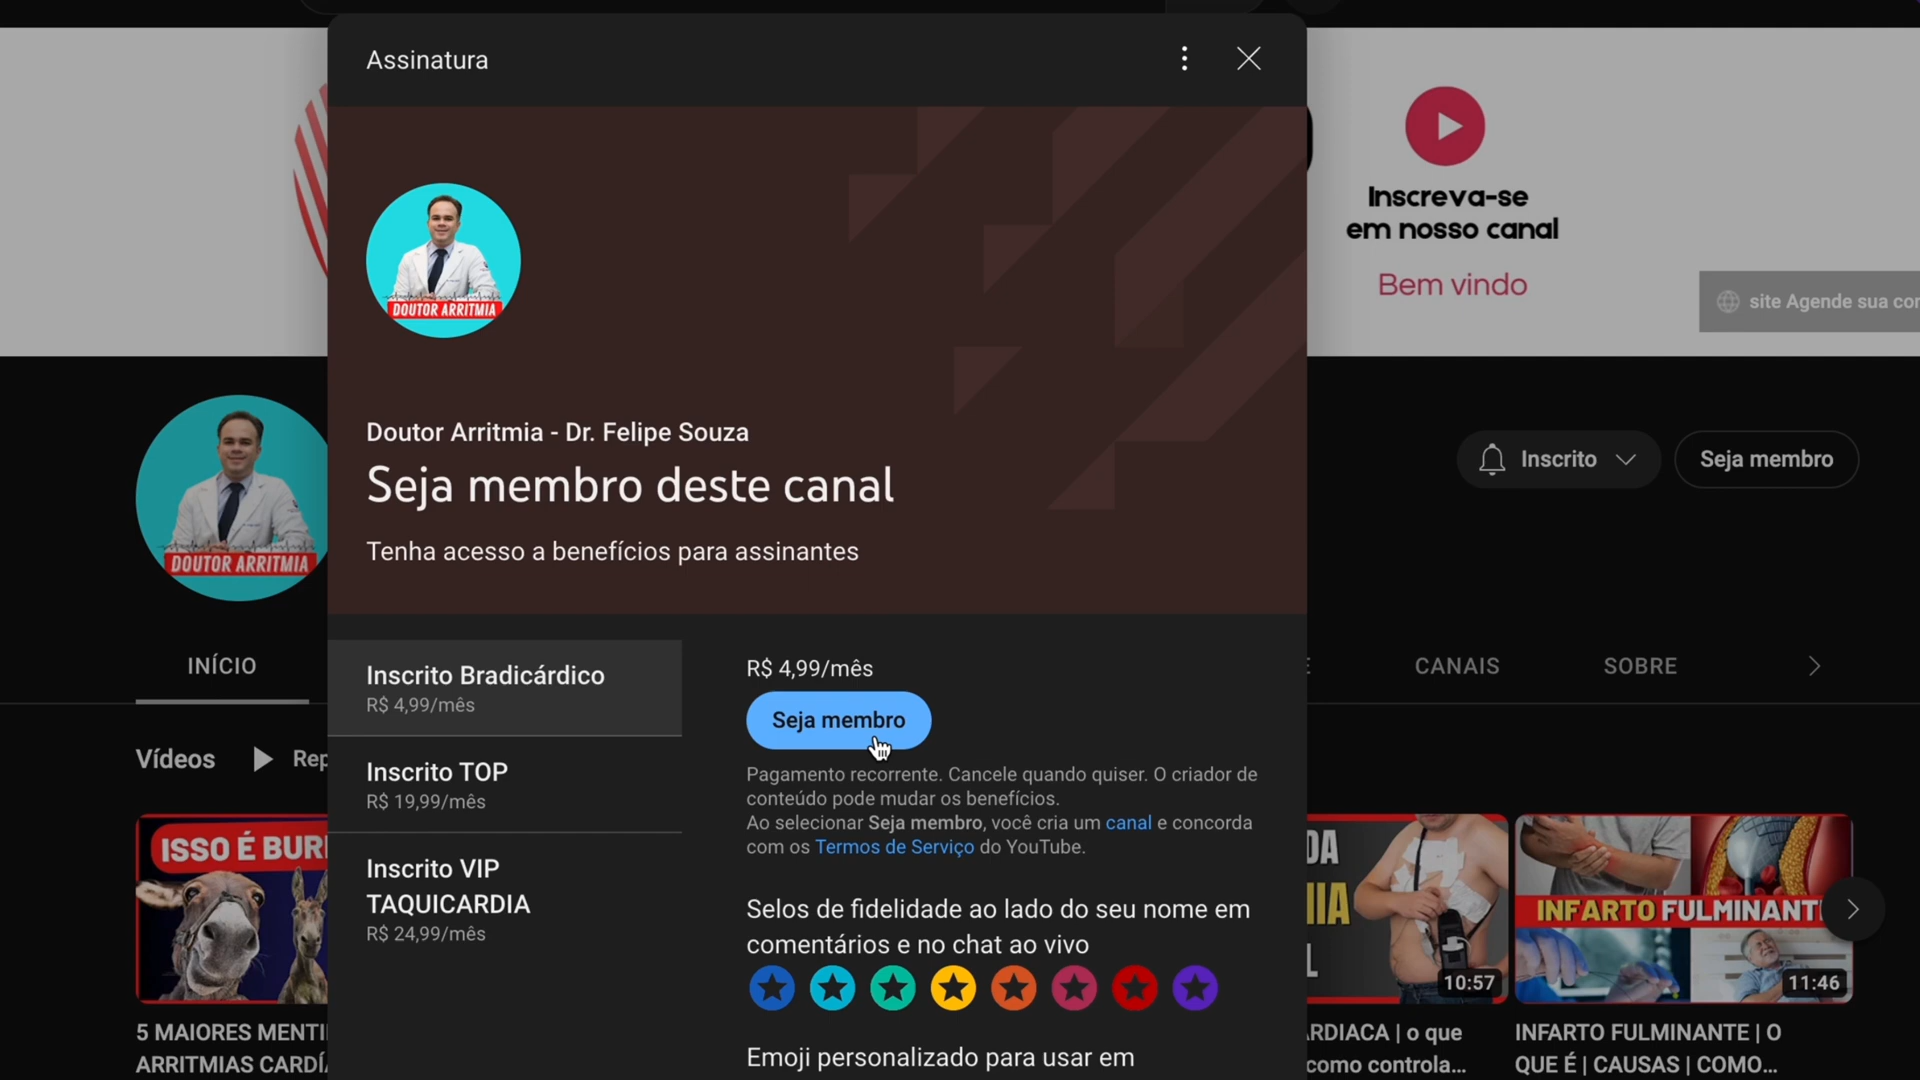 Assinatura
DOUTOR ARRITMIA
Doutor Arritmia - Dr. Felipe Souza
Seja membro deste canal
Tenha acesso a benefícios para assinantes
Inscrito Bradicárdico
R$ 4,99/mês
Inscrito TOP
R$ 19,99/mês
Inscrito VIP
TAQUICARDIA
R$ 24,99/mês
R$ 4,99/mês
Seja membro
Pagamento recorrente. Cancele quando quiser. O criador de
conteúdo pode mudar os benefícios.
Ao selecionar Seja membro, você cria um canal e concorda
com os Termos de Serviço do YouTube.
Selos de fidelidade ao lado do seu nome em
comentários e no chat ao vivo
Emoji personalizado para usar em
Inscreva-se
em nosso canal
Bem vindo
site Agende sua con
DOUTOR ARRITMIA
Inscrito
Seja membro
INÍCIO
CANAIS
SOBRE
Vídeos
Rep
ISSO É BURR
5 MAIORES MENTI
ARRITMIAS CARDÍA
DA
IIA
L
10:57
RDIACA | o que
como controla...
INFARTO FULMINANT
11:46
INFARTO FULMINANTE | O
QUE É | CAUSAS | COMO...